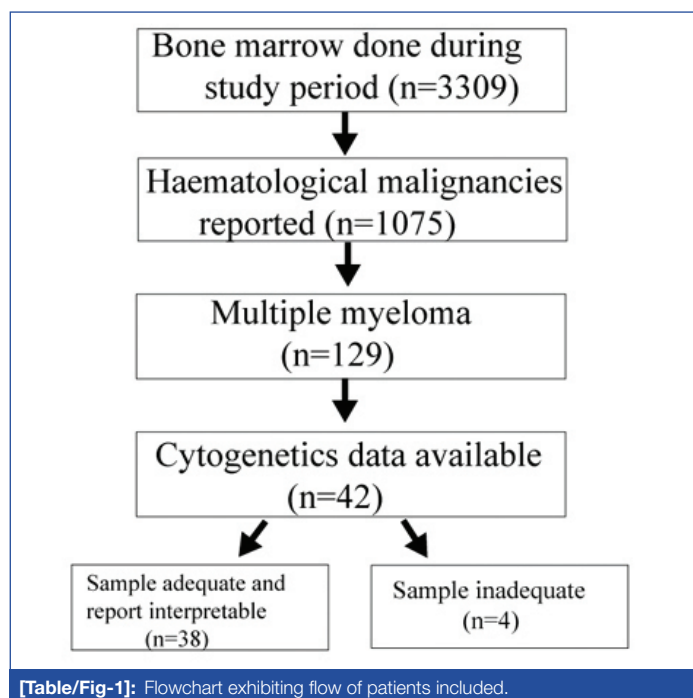 Bone marrow done during
study period (n=3309)
Haematological malignancies
reported (n=1075)
Multiple myeloma
(n=129)
Cytogenetics data available
(n=42)
Sample adequate and
report interpretable
(n=38)
Sample inadequate
(n=4)
[Table/Fig-1]: Flowchart exhibiting flow of patients included.